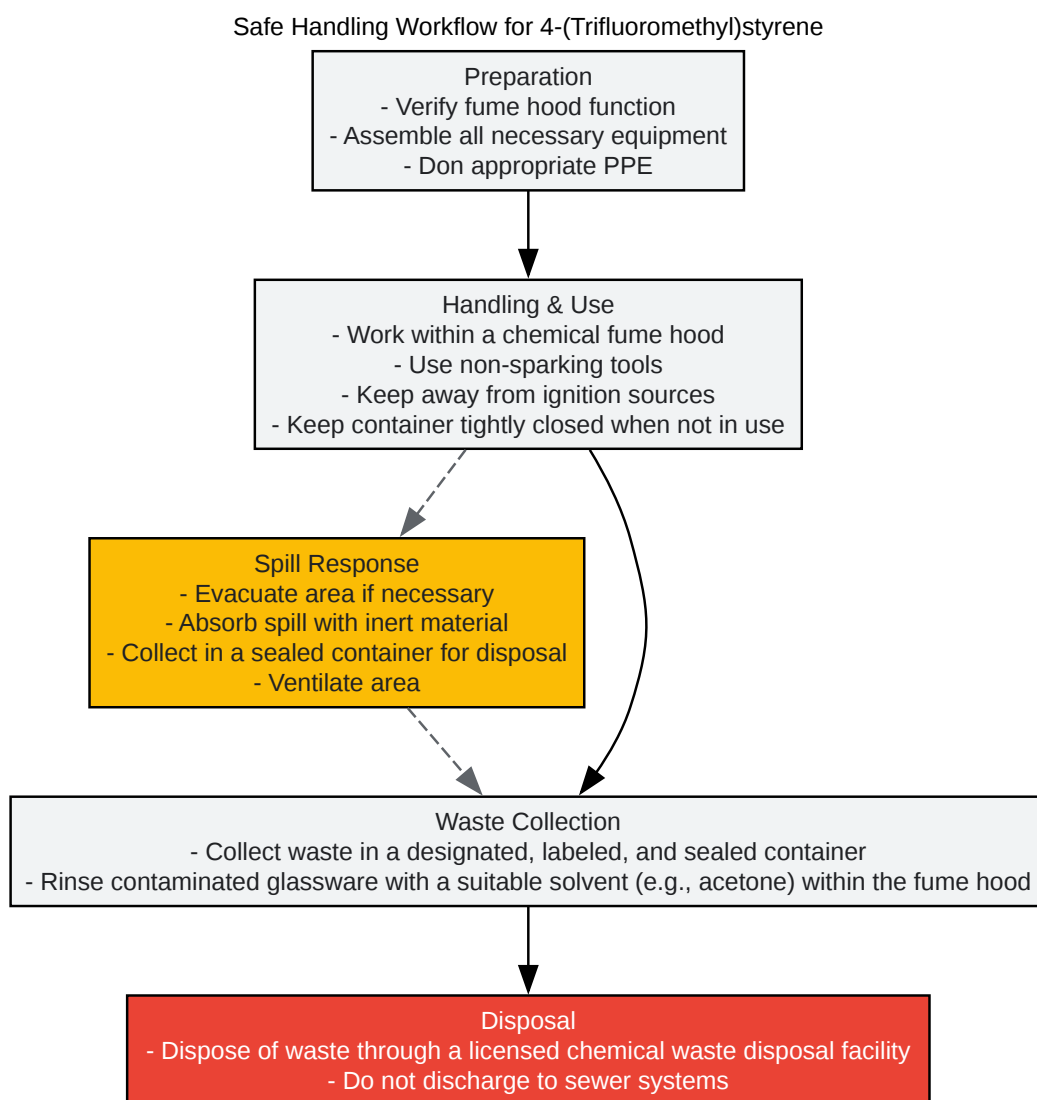 Safe Handling Workflow for 4-(Trifluoromethyl)styrene
Preparation
- Verify fume hood function
- Assemble all necessary equipment
- Don appropriate PPE
Handling & Use
- Work within a chemical fume hood
- Use non-sparking tools
- Keep away from ignition sources
- Keep container tightly closed when not in use
Spill Response
- Evacuate area if necessary
- Absorb spill with inert material
- Collect in a sealed container for disposal
- Ventilate area
Waste Collection
- Collect waste in a designated, labeled, and sealed container
- Rinse contaminated glassware with a suitable solvent (e.g., acetone) within the fume hood
Disposal
- Dispose of waste through a licensed chemical waste disposal facility
- Do not discharge to sewer systems